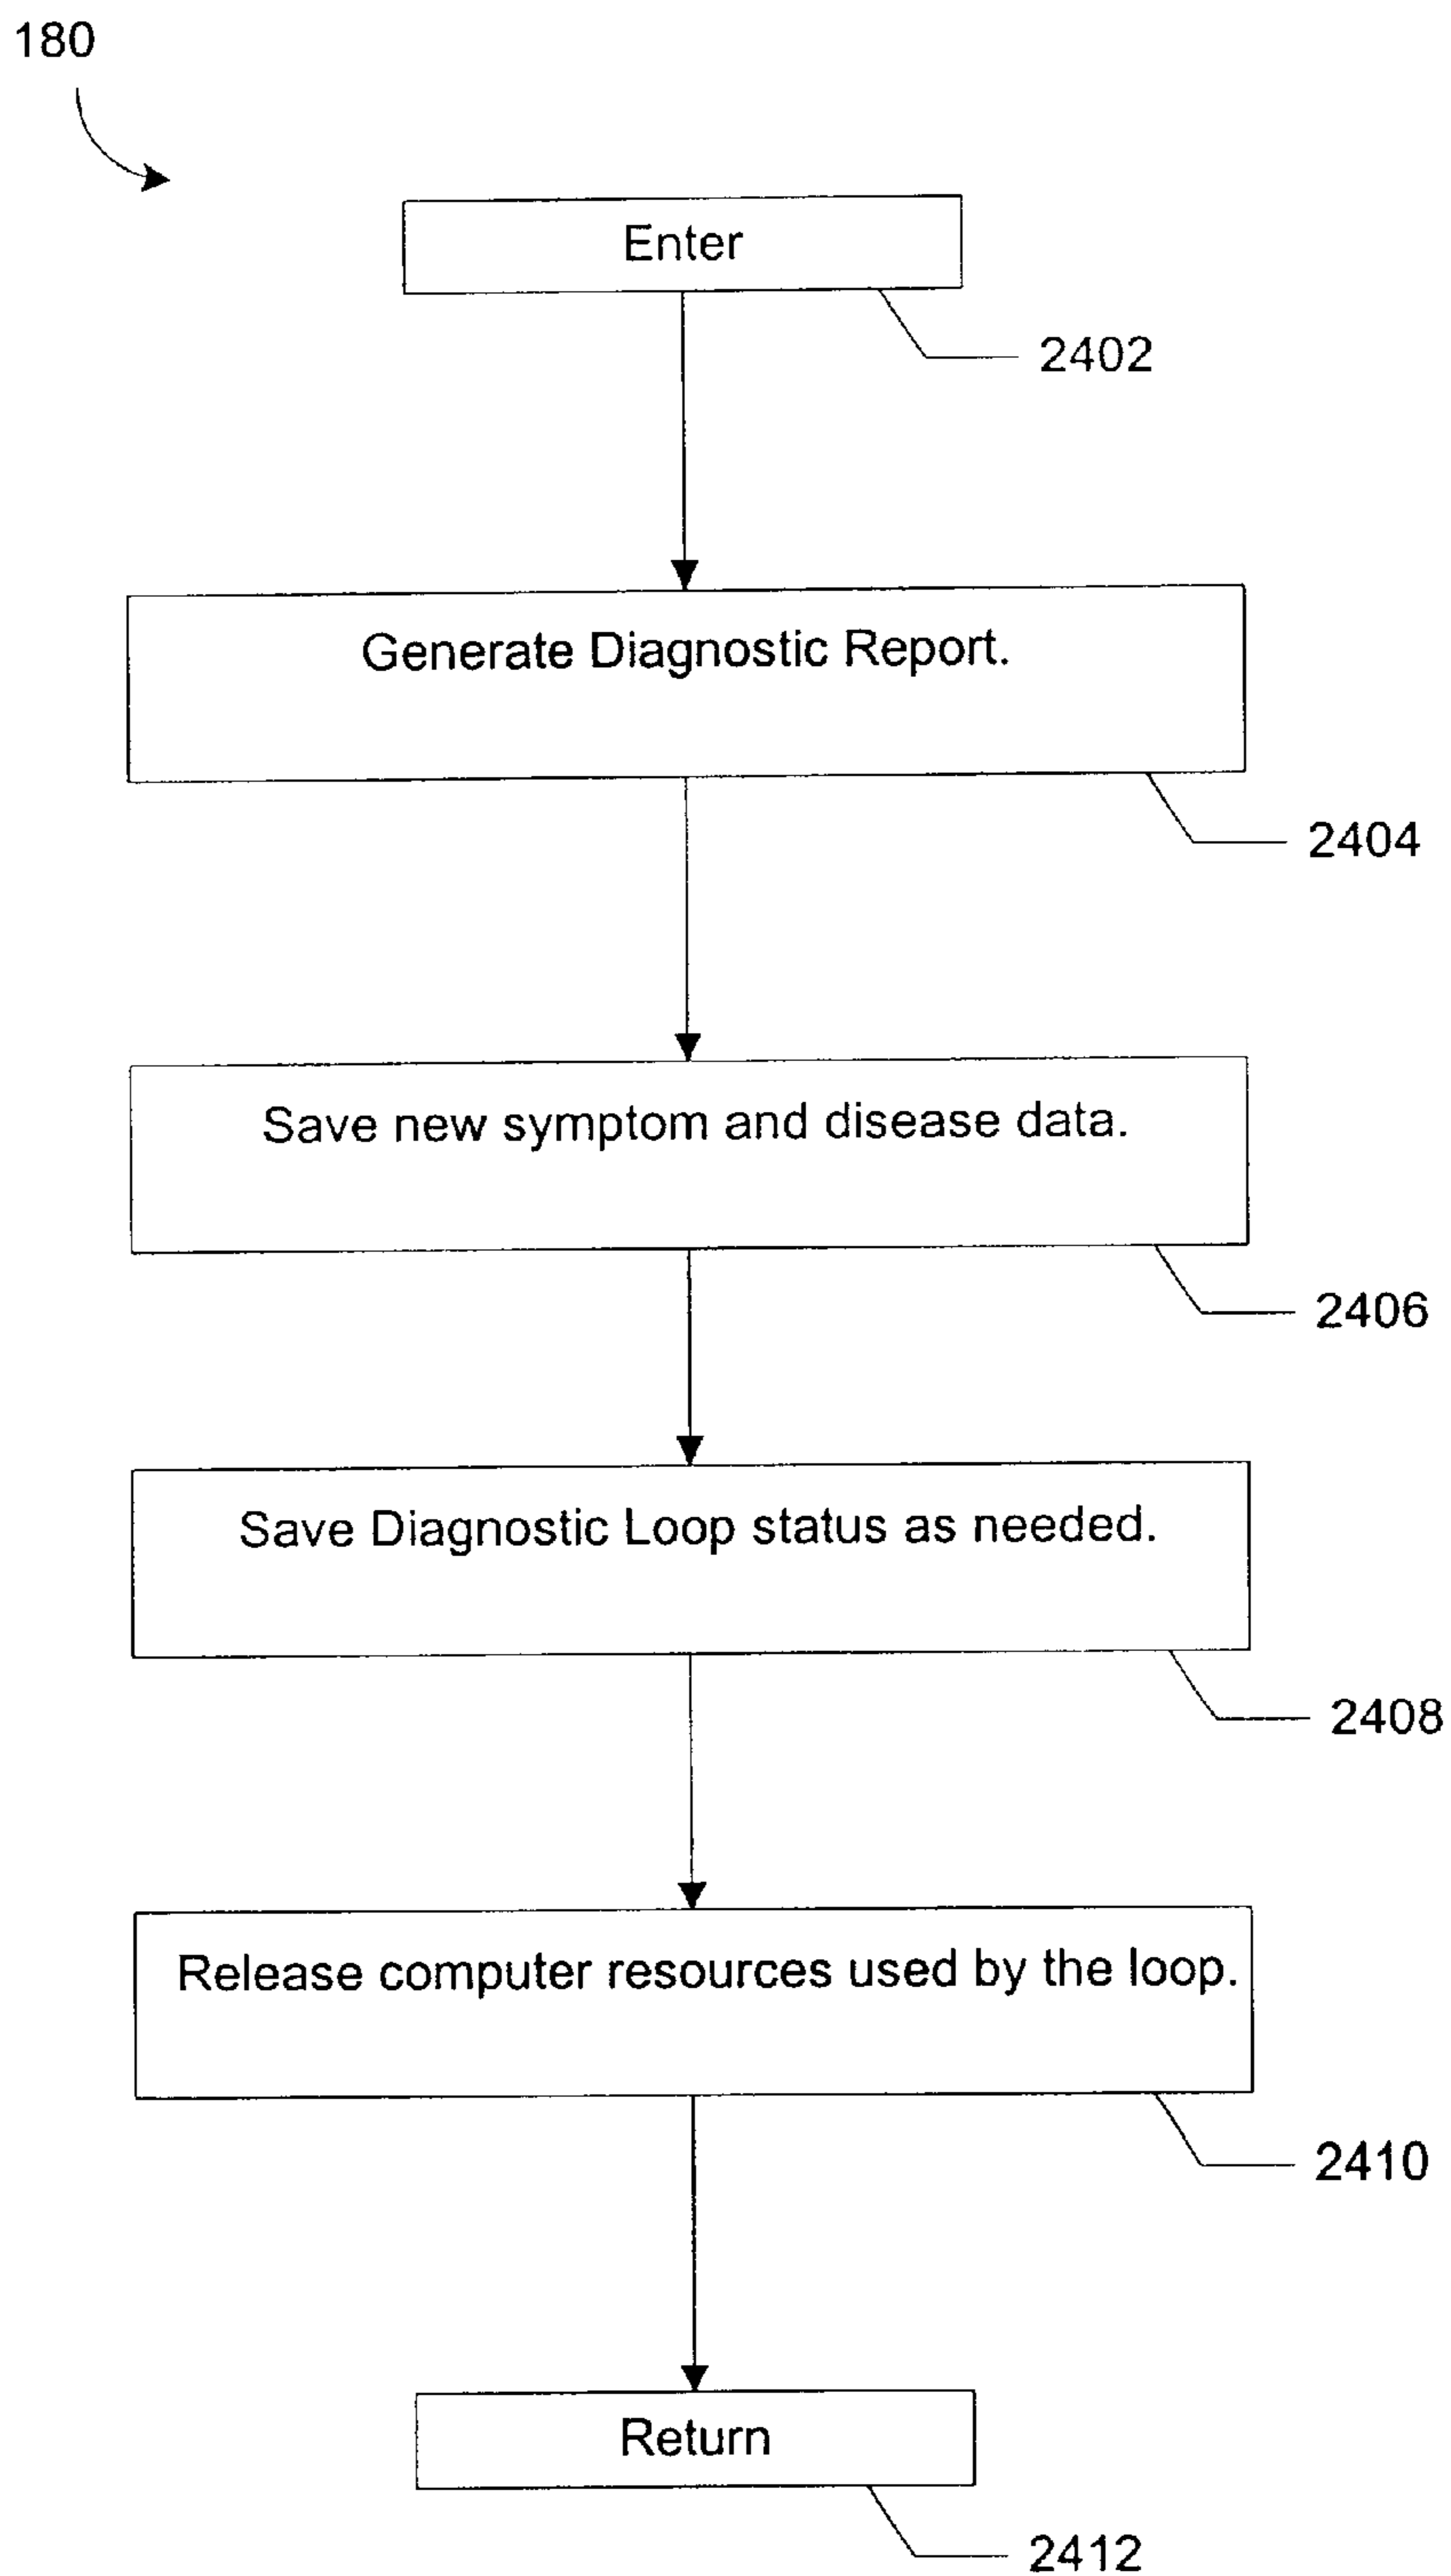 180
Enter
2402
Generate Diagnostic Report.
2404
Save new symptom and disease data.
2406
Save Diagnostic Loop status as needed.
2408
Release computer resources used by the loop.
2410
Return
2412